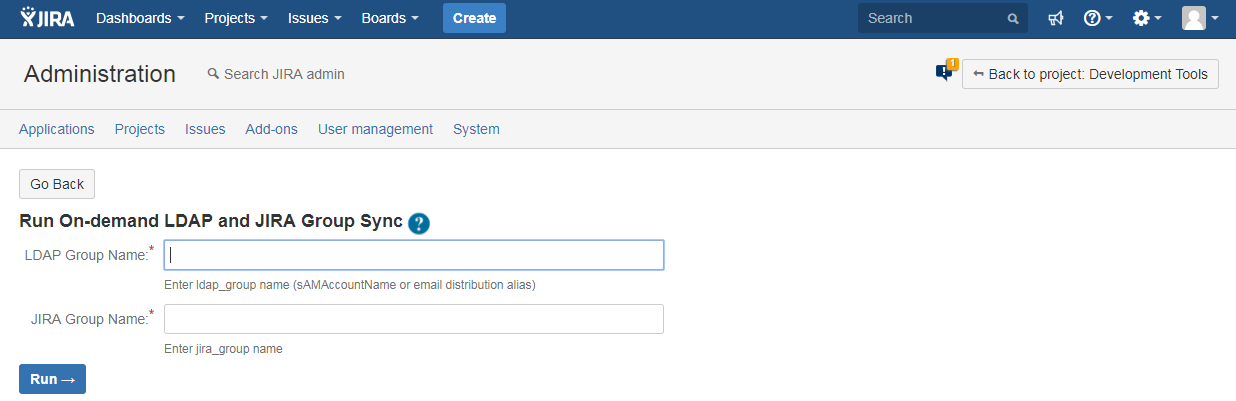 JIRA Dashboards Projects Issues Boards Create Search ?
Administration Search JIRA admin ! 1 Back to project: Development Tools
Applications Projects Issues Add-ons User management System
Go Back
Run On-demand LDAP and JIRA Group Sync ?
LDAP Group Name:*
Enter ldap_group name (sAMAccountName or email distribution alias)
JIRA Group Name:*
Enter jira_group name
Run →